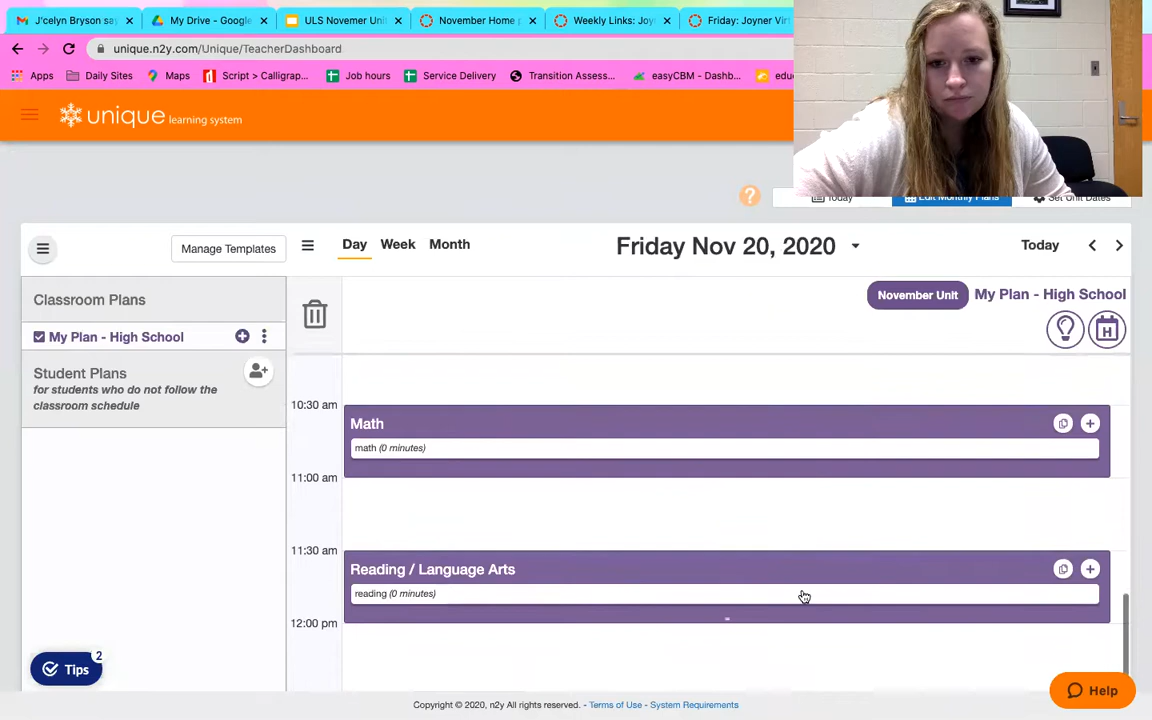 J'celyn Bryson say
My Drive - Google
ULS Novemer Uni
November Home
Weekly Links: Joy
Friday: Joyner Vir
unique.n2y.com/Unique/TeacherDashboard
Apps
Daily Sites
Maps
Script > Calligrap...
Job hours
Service Delivery
Transition Assess...
easyCBM - Dashb...
unique learning system
Today
Edit Monthly Plans
Set Unit Dates
Manage Templates
Day
Week
Month
Friday Nov 20, 2020
Today
Classroom Plans
November Unit
My Plan - High School
My Plan - High School
H
Student Plans
for students who do not follow the
classroom schedule
10:30 am
Math
math (0 minutes)
11:00 am
11:30 am
Reading / Language Arts
reading (0 minutes)
12:00 pm
Tips
2
Help
Copyright © 2020, n2y All rights reserved. - Terms of Use - System Requirements